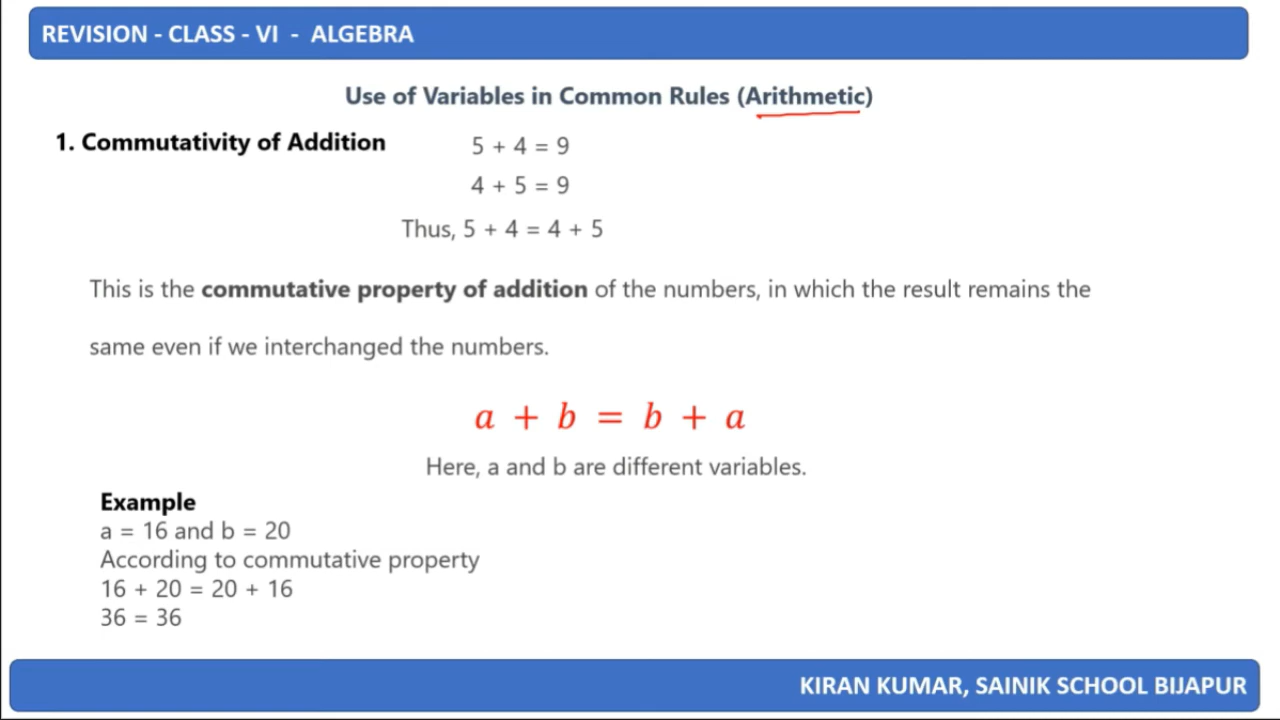 REVISION - CLASS - VI - ALGEBRA
Use of Variables in Common Rules (Arithmetic)
1. Commutativity of Addition
5 + 4 = 9
4 + 5 = 9
Thus, 5 + 4 = 4 + 5
This is the commutative property of addition of the numbers, in which the result remains the
same even if we interchanged the numbers.
a + b = b + a
Here, a and b are different variables.
Example
a = 16 and b = 20
According to commutative property
16 + 20 = 20 + 16
36 = 36
KIRAN KUMAR, SAINIK SCHOOL BIJAPUR